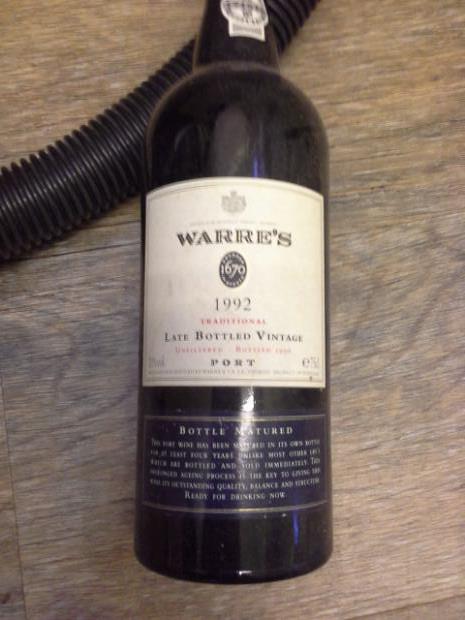 WARRE'S
1670
1992
TRADITIONAL
LATE BOTTLED VINTAGE
UNFILTERED - BOTTLED 1996
PORT
e75cl
BOTTLE MATURED
THIS PORT WINE HAS BEEN MATURED IN ITS OWN BOTTLE
FOR AT LEAST FOUR YEARS UNLIKE MOST OTHER LBV'S
WHICH ARE BOTTLED AND SOLD IMMEDIATELY. THIS
PROLONGED AGEING PROCESS IS THE KEY TO GIVING THIS
WINE ITS OUTSTANDING QUALITY, BALANCE AND STRUCTURE
READY FOR DRINKING NOW